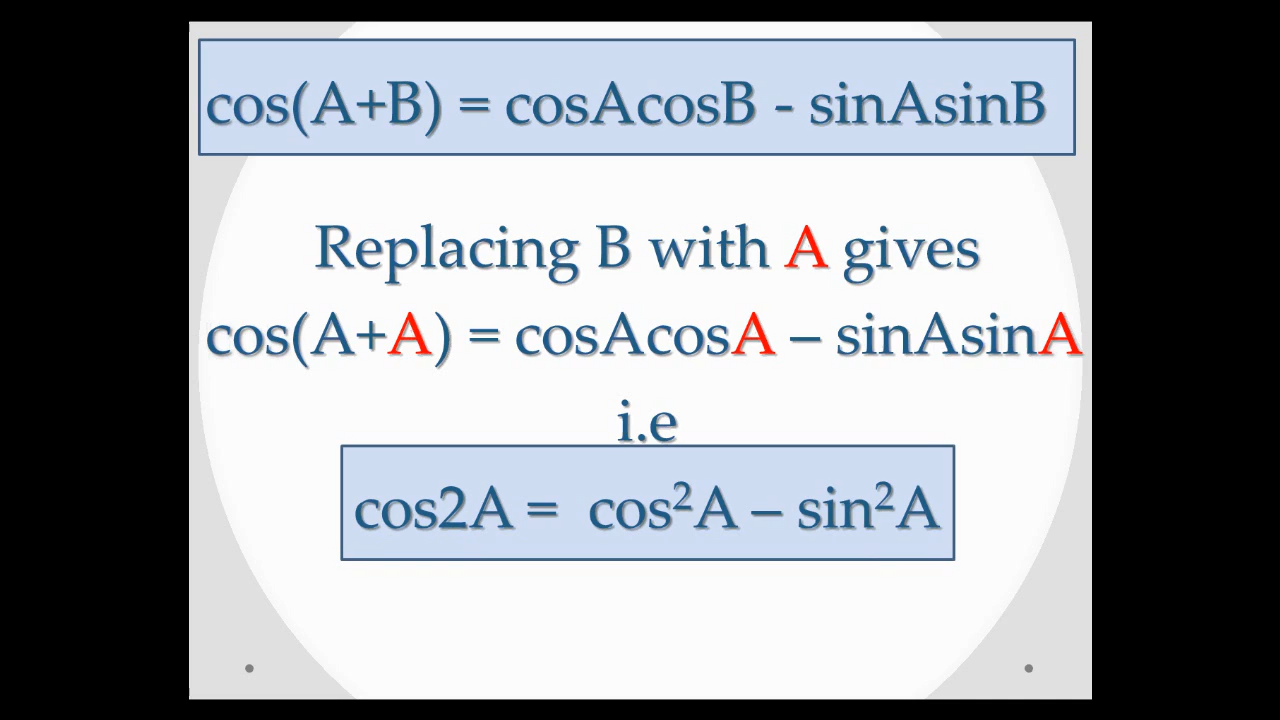 cos(A+B) = cosAcosB - sinAsinB
Replacing B with A gives
cos(A+A) = cosAcosA – sinAsinA
i.e
cos2A = cos²A – sin²A